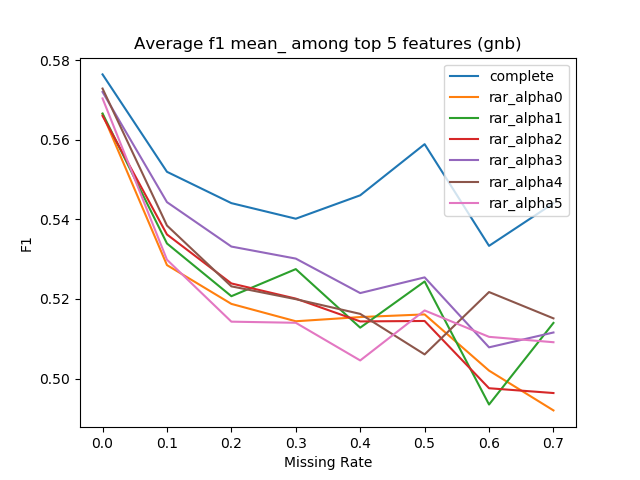 Average f1 mean_ among top 5 features (gnb)
F1
0.58
0.56
0.54
0.52
0.50
complete
rar_alpha0
rar_alpha1
rar_alpha2
rar_alpha3
rar_alpha4
rar_alpha5
0.0 0.1 0.2 0.3 0.4 0.5 0.6 0.7
Missing Rate